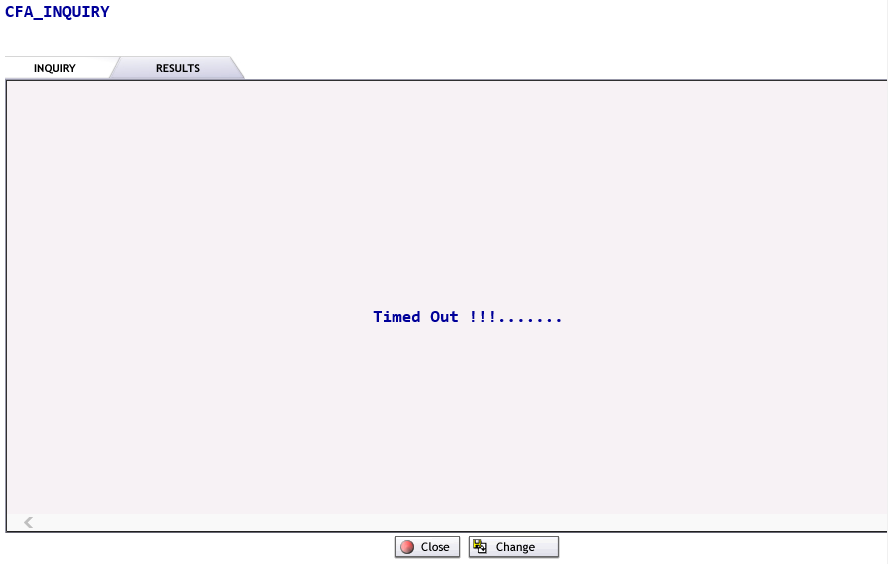 CFA_INQUIRY
INQUIRY RESULTS
Timed Out !!!.......
Close Change